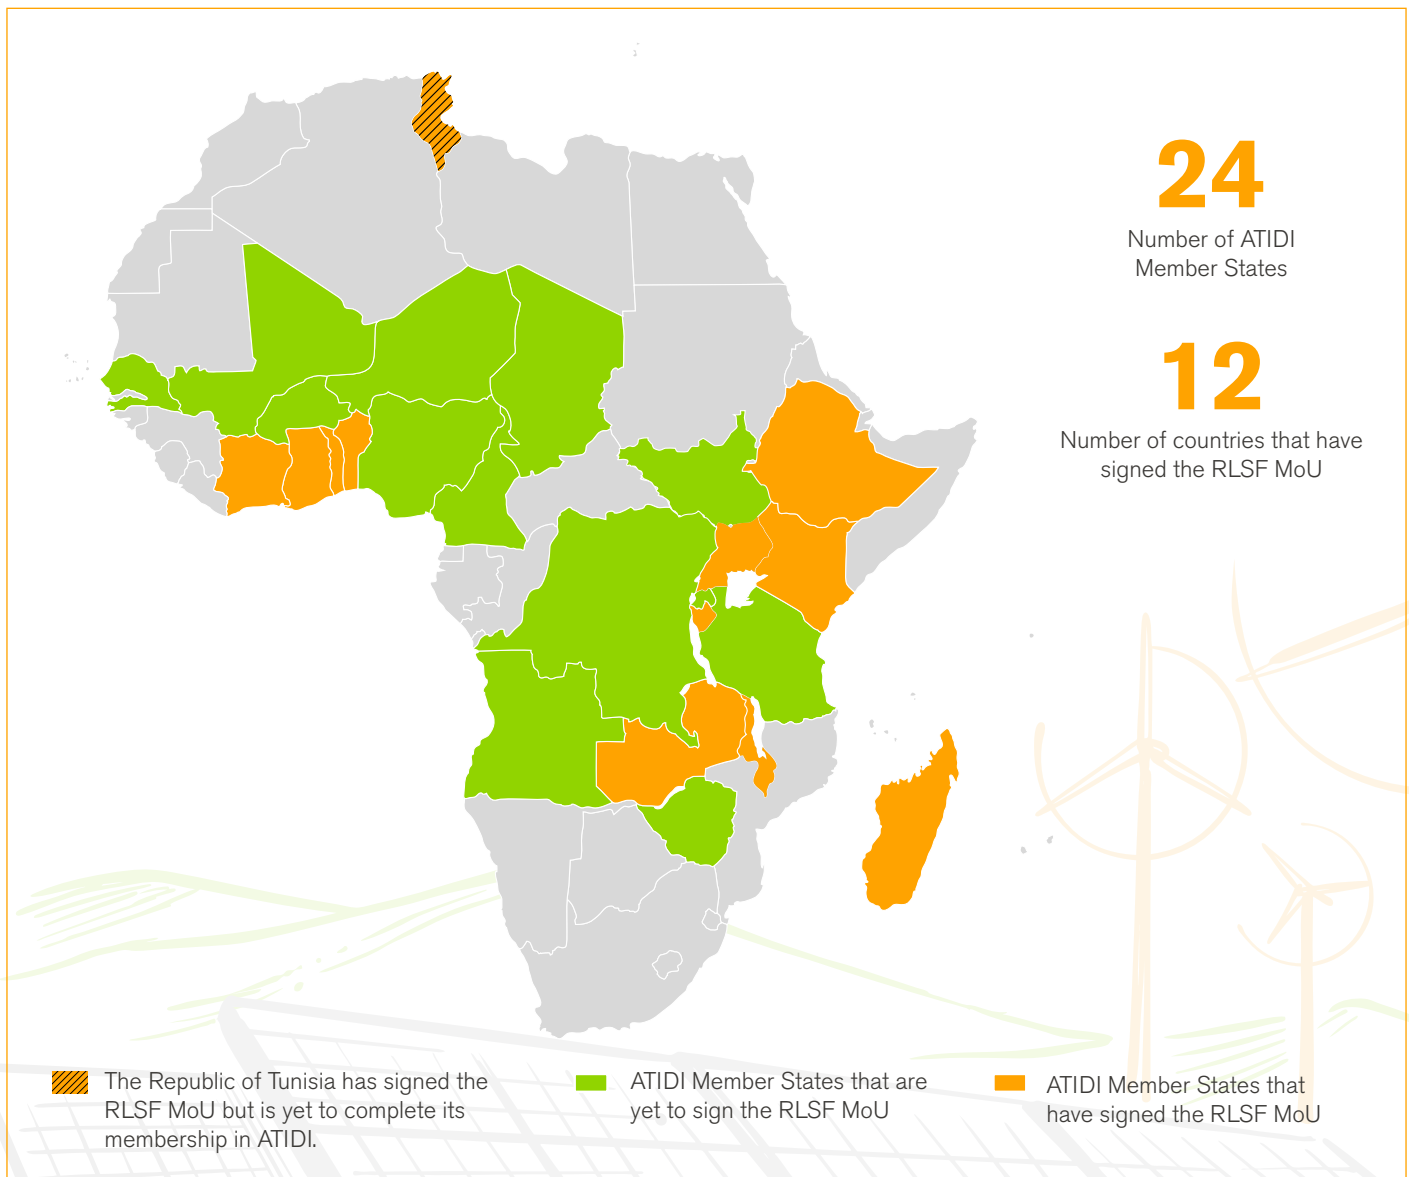 24
Number of ATIDI
Member States
12
Number of countries that have
signed the RLSF MoU
The Republic of Tunisia has signed the
RLSF MoU but is yet to complete its
membership in ATIDI.
ATIDI Member States that are
yet to sign the RLSF MoU
ATIDI Member States that
have signed the RLSF MoU